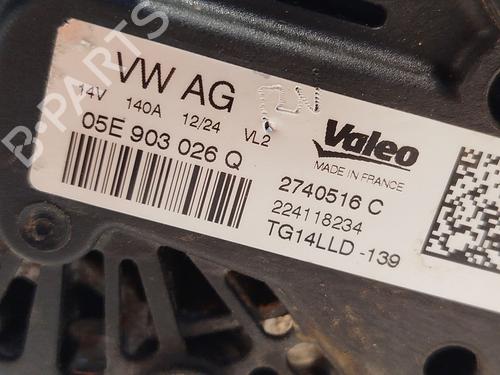 VW AG
14V 140A 12/24 VL2
05E 903 026 Q
Valeo
MADE IN FRANCE
2740516 C
224118234
TG14LLD -139
B-PARTS